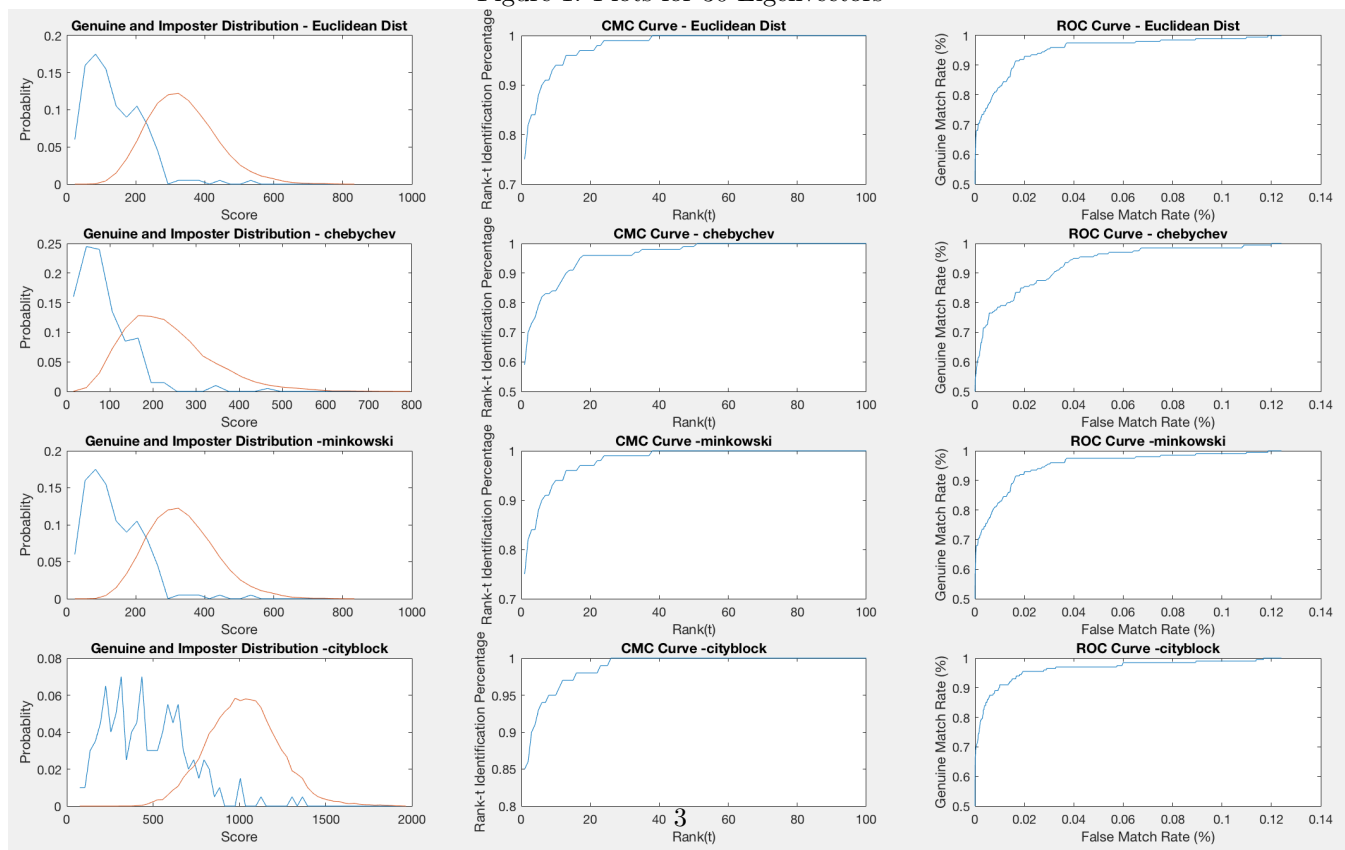 Plots for Eigenvectors
Genuine and Imposter Distribution - Euclidean Dist
0.2
0.15
0.1
0.05
0
Probablity
0 200 400 600 800 1000
Score
CMC Curve - Euclidean Dist
1
0.9
0.8
0.7
Rank-t Identification Percentage
0 20 40 60 80 100
Rank(t)
ROC Curve - Euclidean Dist
1
0.9
0.8
0.7
0.6
0.5
Genuine Match Rate (%)
0 0.02 0.04 0.06 0.08 0.1 0.12 0.14
False Match Rate (%)
Genuine and Imposter Distribution - chebychev
0.25
0.2
0.15
0.1
0.05
0
Probablity
0 100 200 300 400 500 600 700 800
Score
CMC Curve - chebychev
1
0.9
0.8
0.7
0.6
0.5
Rank-t Identification Percentage
0 20 40 60 80 100
Rank(t)
ROC Curve - chebychev
1
0.9
0.8
0.7
0.6
0.5
Genuine Match Rate (%)
0 0.02 0.04 0.06 0.08 0.1 0.12 0.14
False Match Rate (%)
Genuine and Imposter Distribution -minkowski
0.2
0.15
0.1
0.05
0
Probablity
0 200 400 600 800 1000
Score
CMC Curve -minkowski
1
0.9
0.8
0.7
Rank-t Identification Percentage
0 20 40 60 80 100
Rank(t)
ROC Curve -minkowski
1
0.9
0.8
0.7
0.6
0.5
Genuine Match Rate (%)
0 0.02 0.04 0.06 0.08 0.1 0.12 0.14
False Match Rate (%)
Genuine and Imposter Distribution -cityblock
0.08
0.06
0.04
0.02
0
Probablity
0 500 1000 1500 2000
Score
CMC Curve -cityblock
1
0.95
0.9
0.85
0.8
Rank-t Identification Percentage
0 20 40 60 80 100
Rank(t)
ROC Curve -cityblock
1
0.9
0.8
0.7
0.6
0.5
Genuine Match Rate (%)
0 0.02 0.04 0.06 0.08 0.1 0.12 0.14
False Match Rate (%)
3